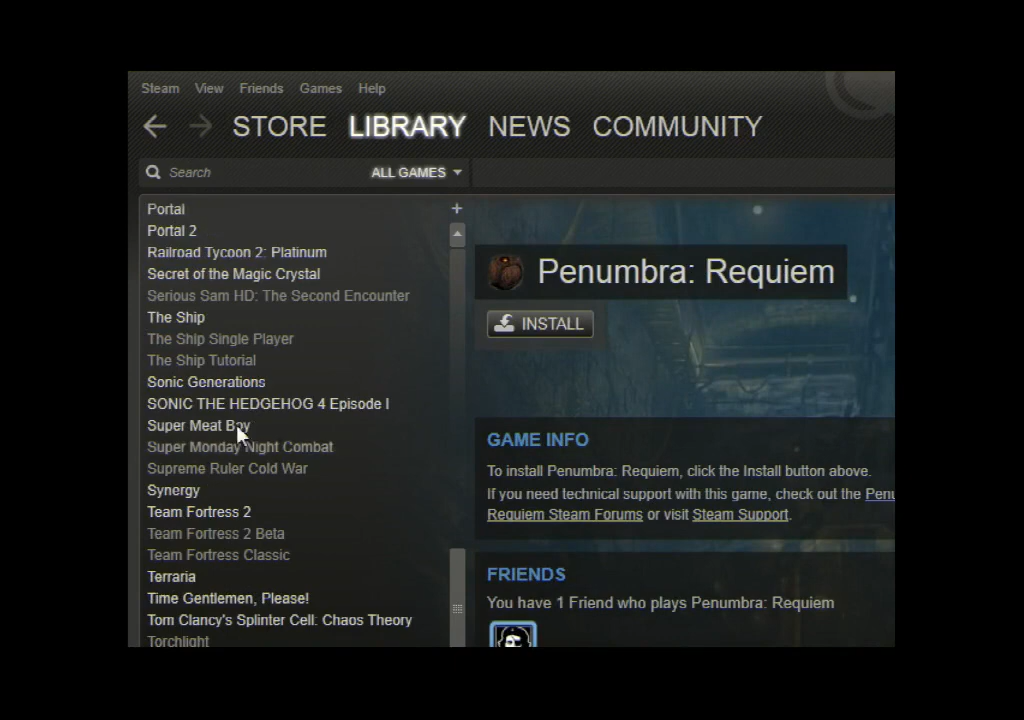 Steam View Friends Games Help
STORE LIBRARY NEWS COMMUNITY
Search ALL GAMES
Portal
Portal 2
Railroad Tycoon 2: Platinum
Secret of the Magic Crystal
Serious Sam HD: The Second Encounter
The Ship
The Ship Single Player
The Ship Tutorial
Sonic Generations
SONIC THE HEDGEHOG 4 Episode I
Super Meat Boy
Super Monday Night Combat
Supreme Ruler Cold War
Synergy
Team Fortress 2
Team Fortress 2 Beta
Team Fortress Classic
Terraria
Time Gentlemen, Please!
Tom Clancy's Splinter Cell: Chaos Theory
Torchlight
Penumbra: Requiem
INSTALL
GAME INFO
To install Penumbra: Requiem, click the Install button above.
If you need technical support with this game, check out the Penu
Requiem Steam Forums or visit Steam Support.
FRIENDS
You have 1 Friend who plays Penumbra: Requiem